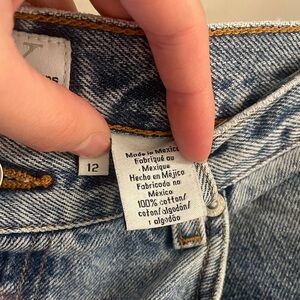 12
Made in Mexico
Fabriqué au
Mexique
Hecho en Méjico
Fabricado no
México
100% cotton/
coton/algodón/
algodão